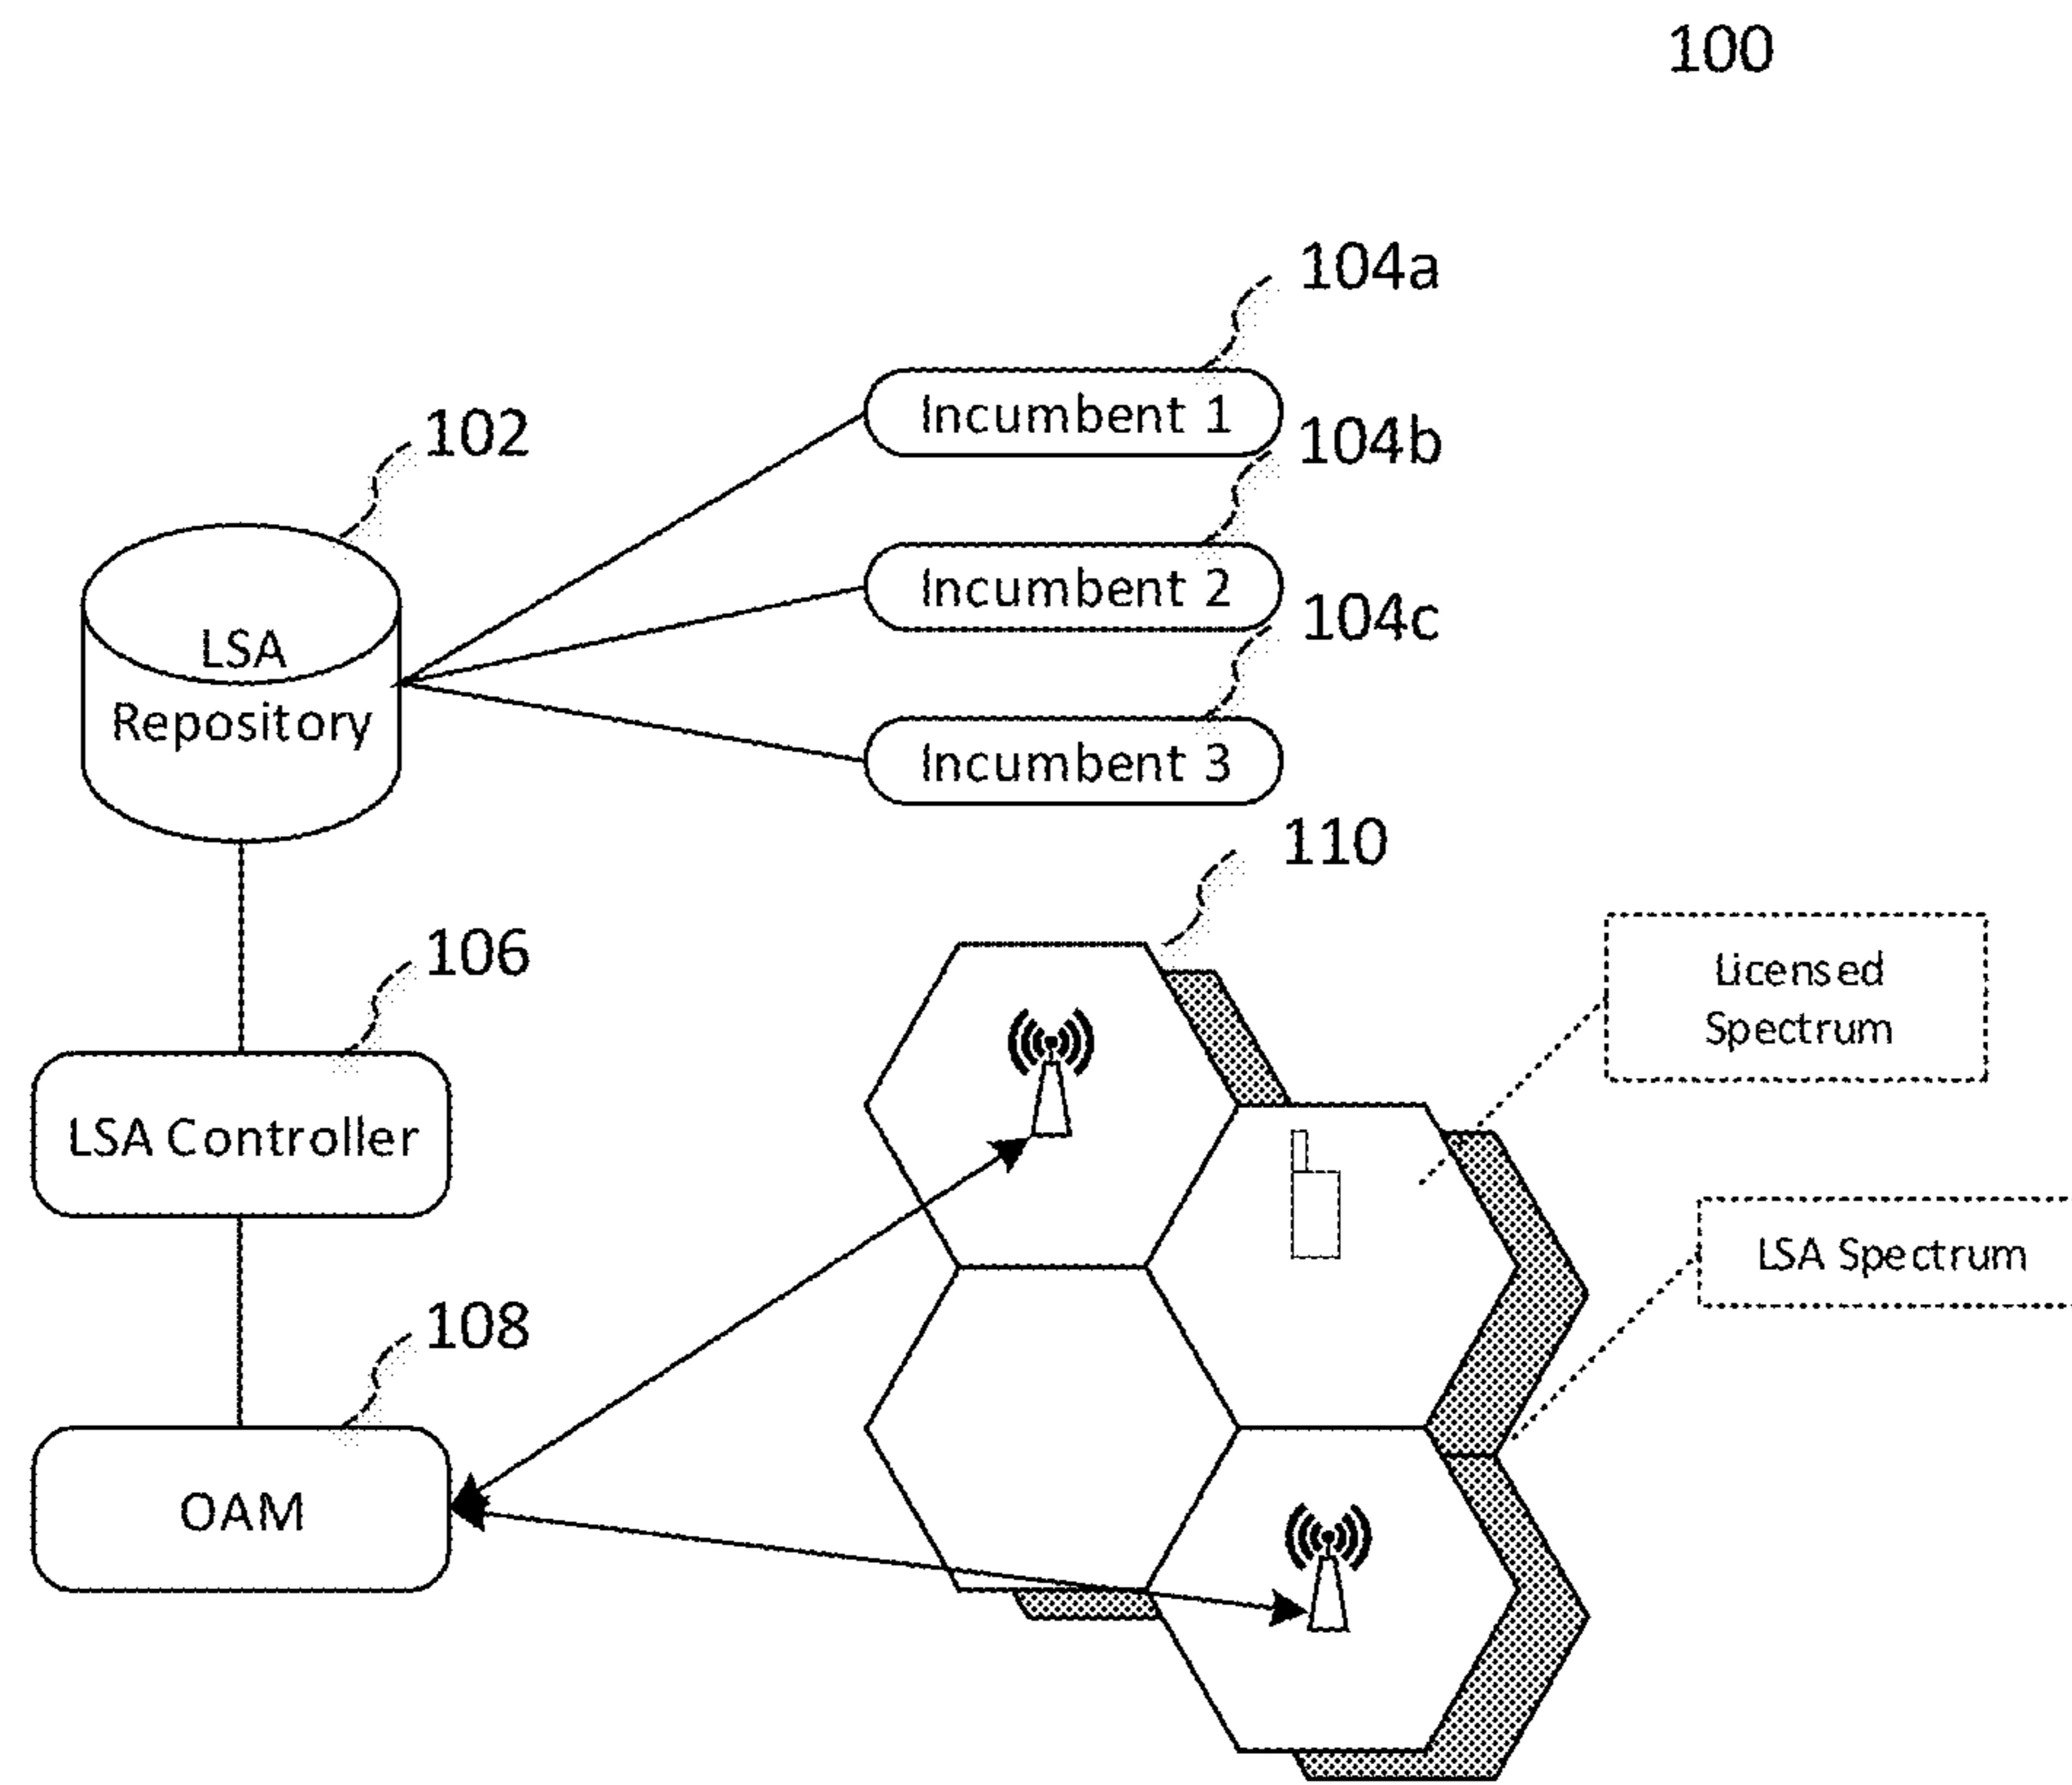 100
104a
Incumbent 1
104b
102
Incumbent 2
104c
LSA
Repository
Incumbent 3
110
106
Licensed
Spectrum
LSA Controller
LSA Spectrum
108
OAM